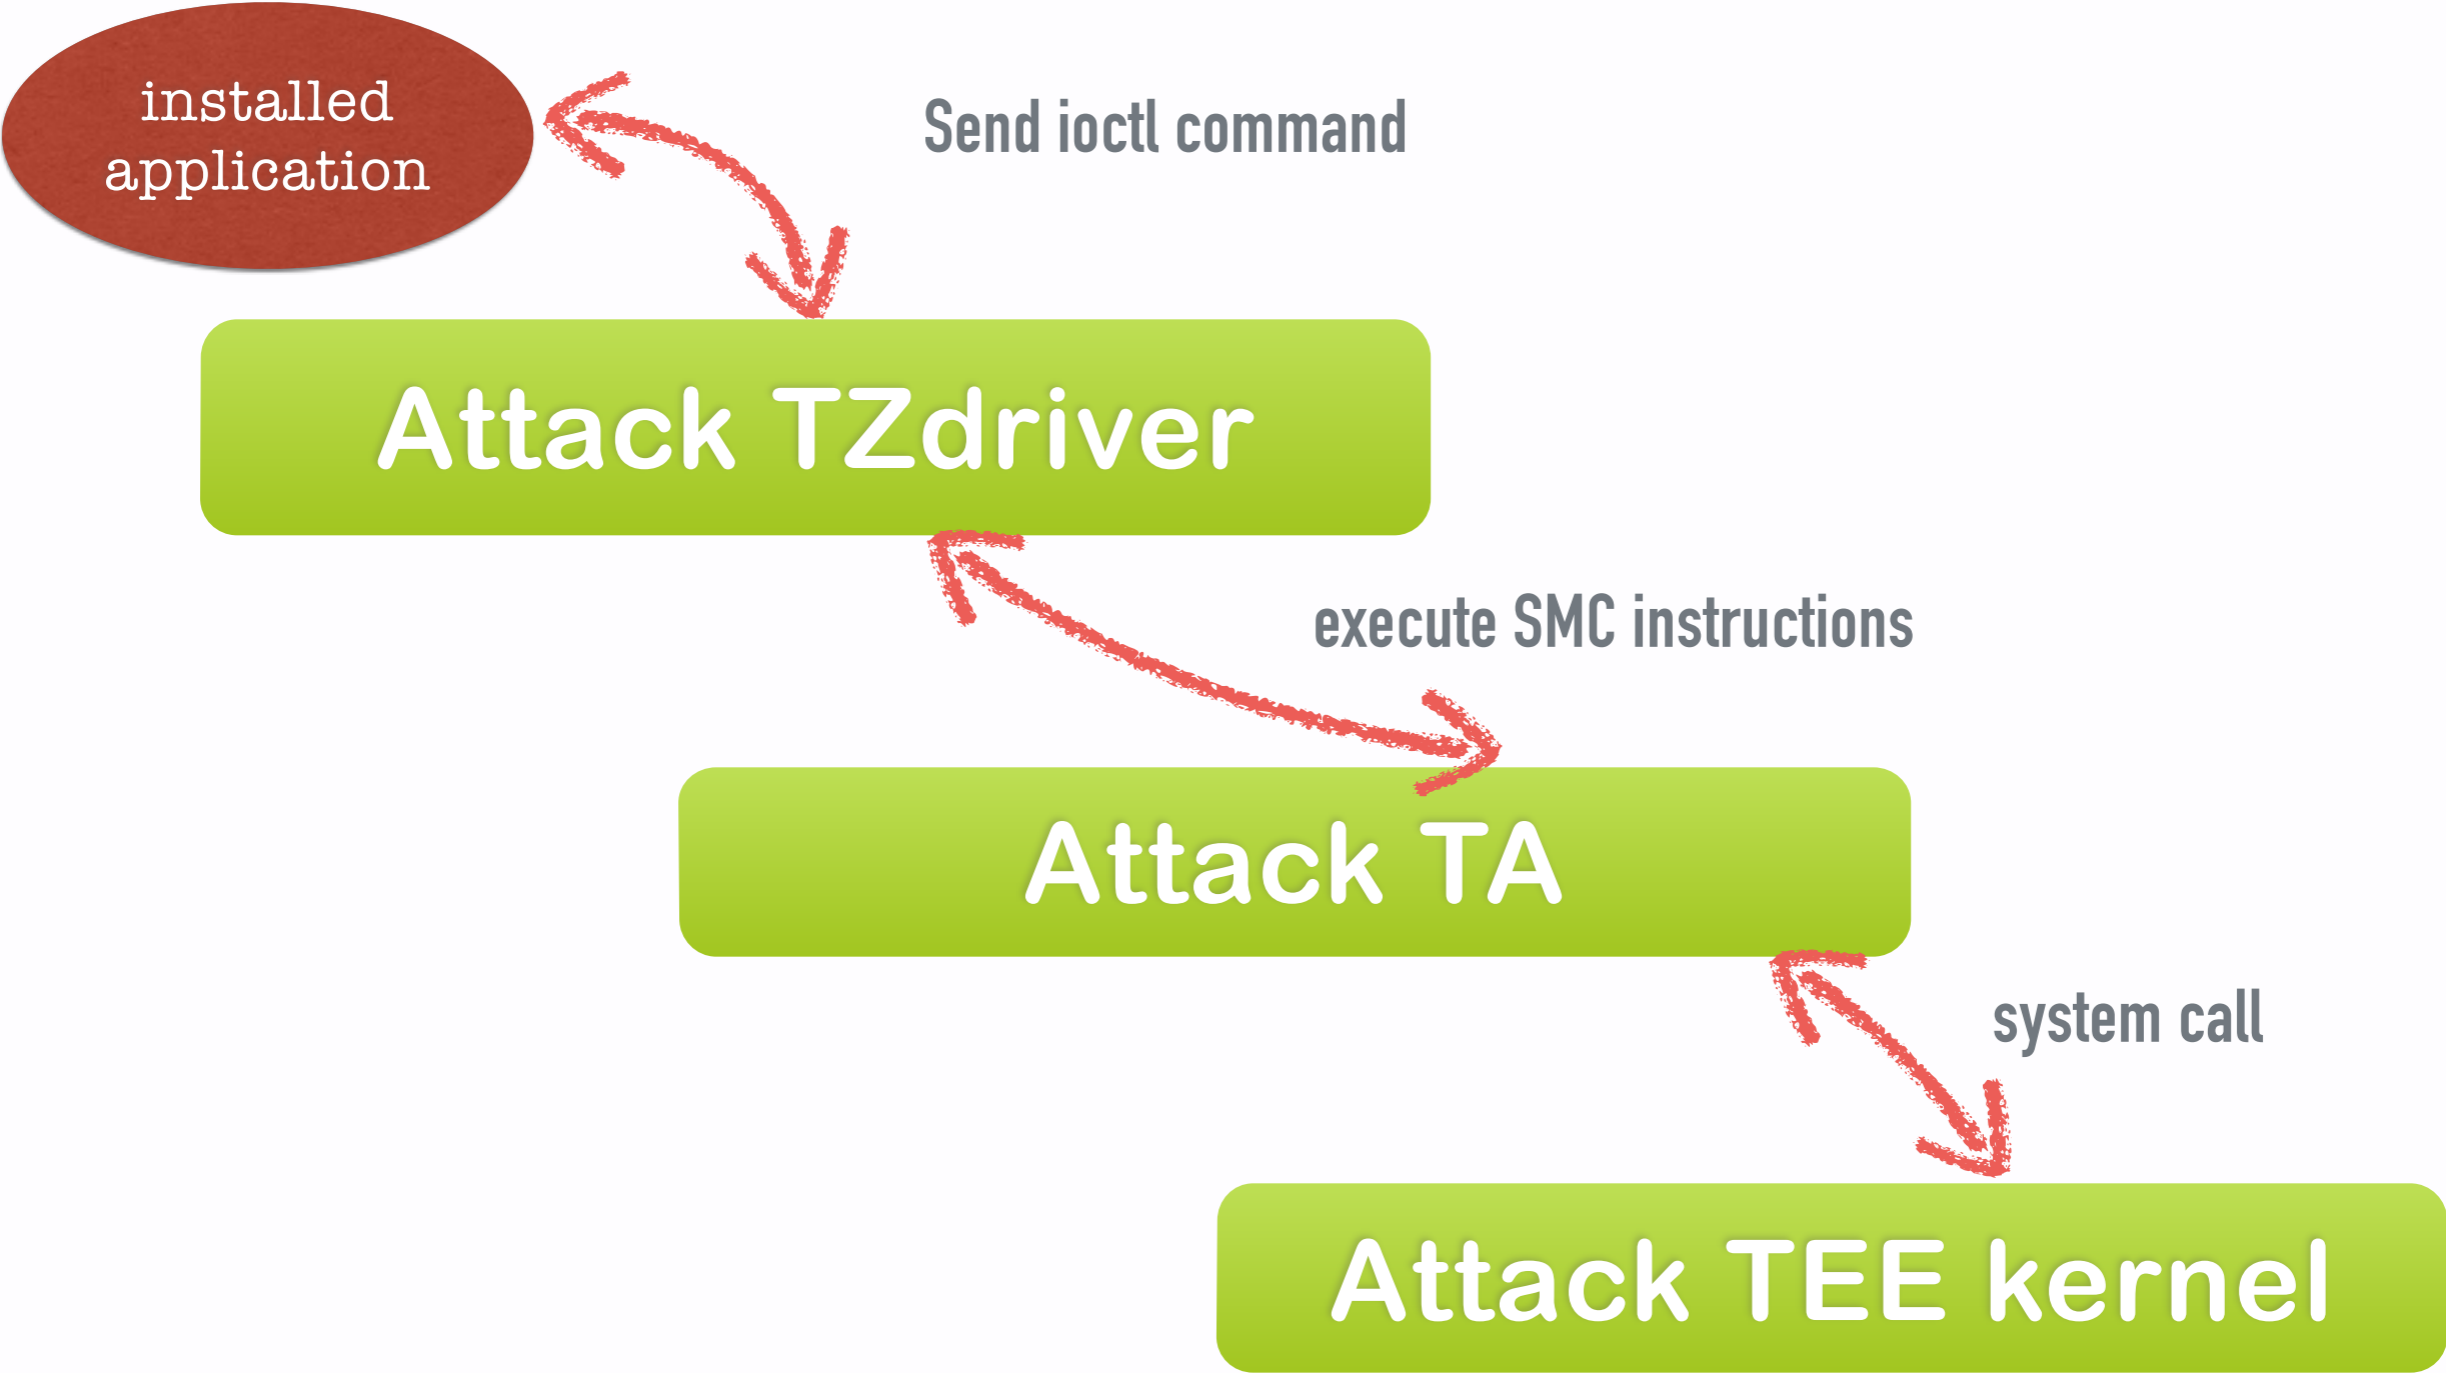 installed
application
Send ioctl command
Attack TZdriver
execute SMC instructions
Attack TA
system call
Attack TEE kernel